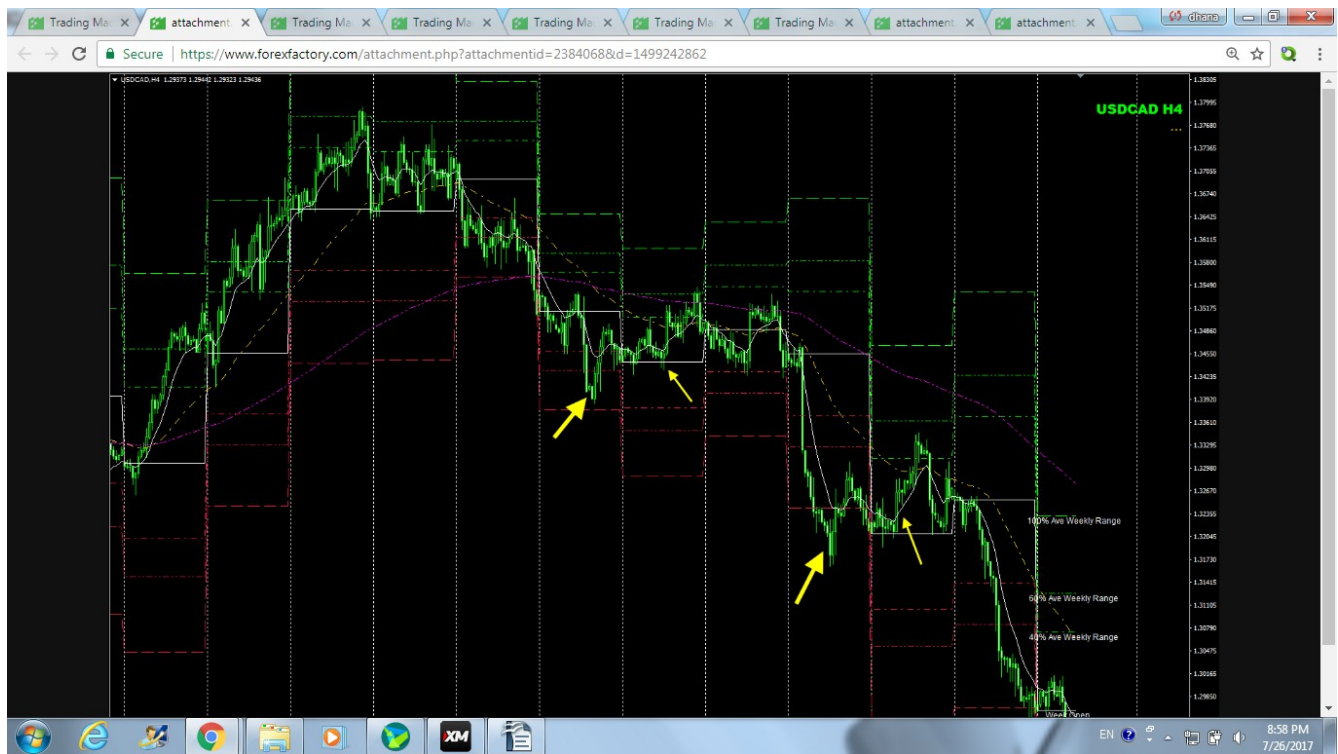 Trading Ma
attachment.
Trading Ma
Trading Ma
Trading Ma
Trading Ma
Trading Ma
attachment.
attachment.
dhana
Secure | https://www.forexfactory.com/attachment.php?attachmentid=2384068&d=1499242862
USDCAD,H4 1.29373 1.29442 1.29323 1.29436
USDCAD H4
1.38305
1.37995
1.37680
1.37365
1.37055
1.36740
1.36425
1.36115
1.35800
1.35490
1.35175
1.34860
1.34550
1.34235
1.33920
1.33610
1.33295
1.32980
1.32670
1.32355
1.32045
1.31730
1.31415
1.31105
1.30790
1.30475
1.30165
1.29850
100% Ave Weekly Range
60% Ave Weekly Range
40% Ave Weekly Range
Week Open
XM
EN
8:58 PM
7/26/2017